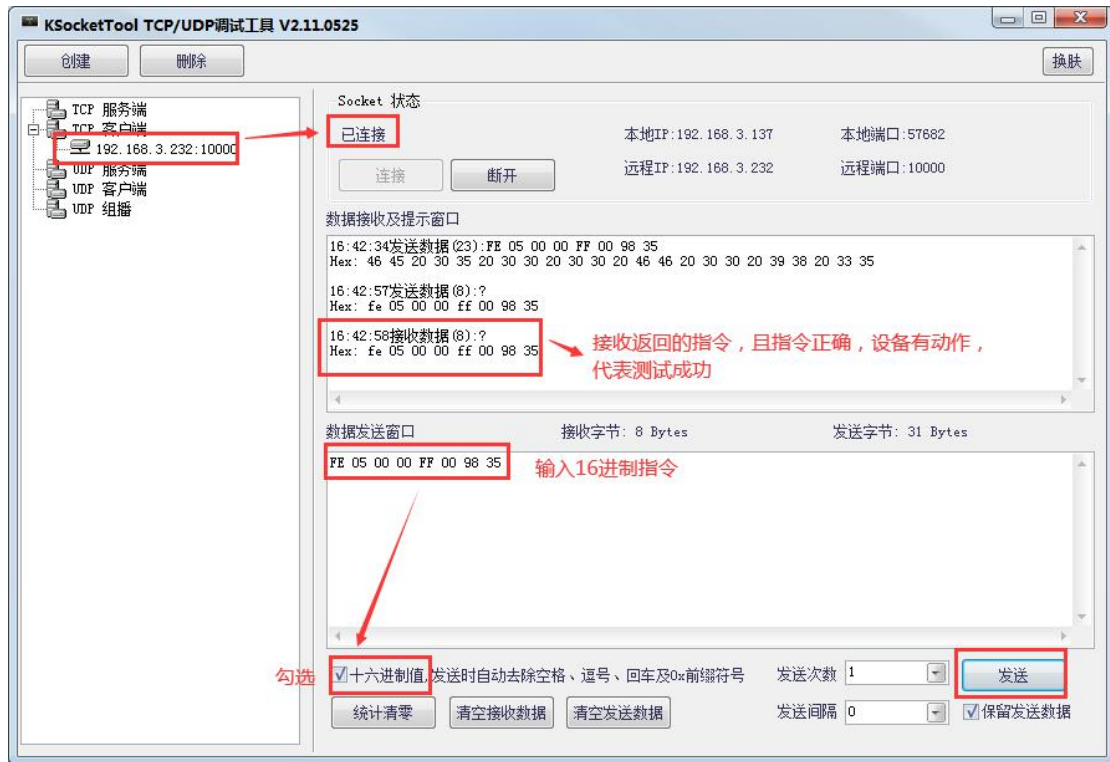 KSocketTool TCP/UDP调试工具 V2.11.0525
创建 删除 换肤
TCP 服务端
TCP 客户端
192.168.3.232:10000
UDP 服务端
UDP 客户端
UDP 组播
Socket 状态
已连接 本地IP:192.168.3.137 本地端口:57682
连接 断开 远程IP:192.168.3.232 远程端口:10000
数据接收及提示窗口
16:42:34发送数据(23):FE 05 00 00 FF 00 98 35
Hex: 46 45 20 30 35 20 30 30 20 30 30 20 46 46 20 30 30 20 39 38 20 33 35
16:42:57发送数据(8):?
Hex: fe 05 00 00 ff 00 98 35
16:42:58接收数据(8):?
Hex: fe 05 00 00 ff 00 98 35
接收返回的指令，且指令正确，设备有动作，
代表测试成功
数据发送窗口 接收字节: 8 Bytes 发送字节: 31 Bytes
FE 05 00 00 FF 00 98 35
输入16进制指令
勾选 十六进制值,发送时自动去除空格、逗号、回车及0x前缀符号 发送次数 1 发送
统计清零 清空接收数据 清空发送数据 发送间隔 0 保留发送数据